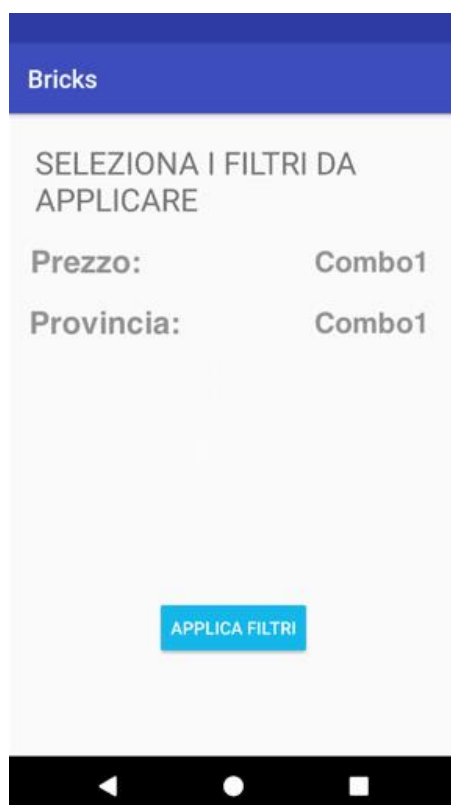 Bricks
SELEZIONA I FILTRI DA
APPLICARE
Prezzo: Combo1
Provincia: Combo1
APPLICA FILTRI